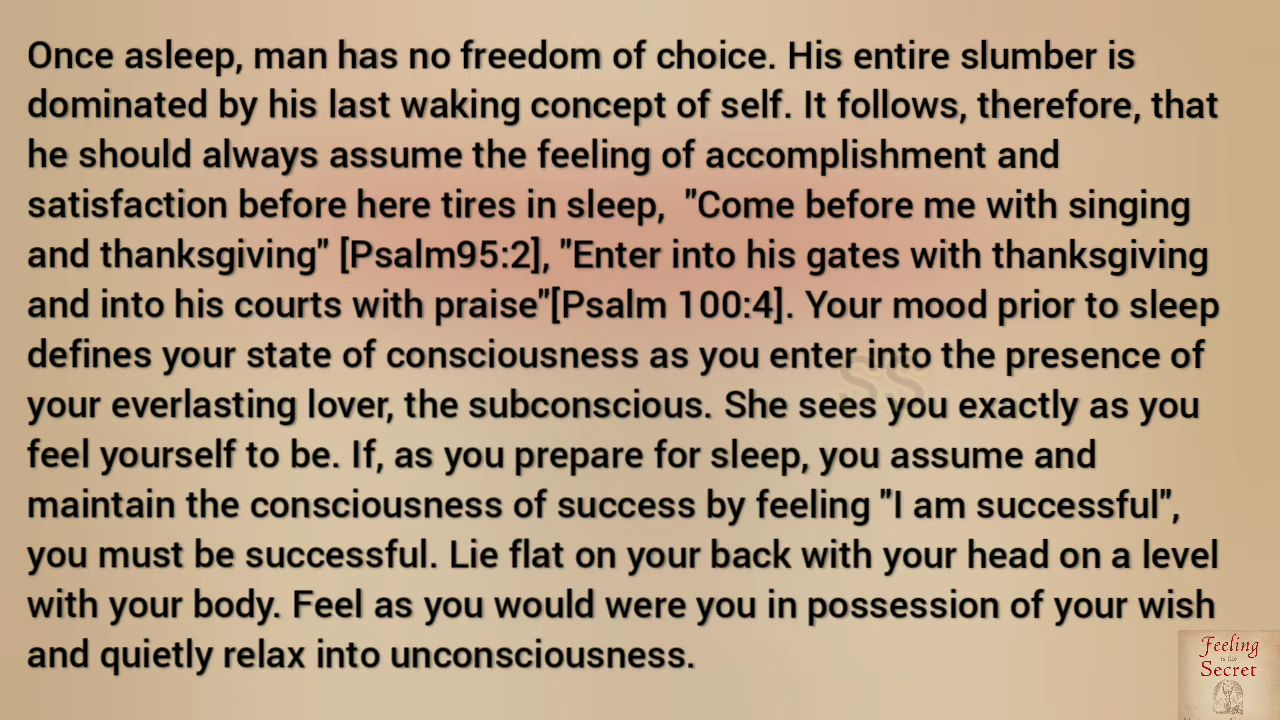 Once asleep, man has no freedom of choice. His entire slumber is
dominated by his last waking concept of self. It follows, therefore, that
he should always assume the feeling of accomplishment and
satisfaction before here tires in sleep,  "Come before me with singing
and thanksgiving" [Psalm95:2], "Enter into his gates with thanksgiving
and into his courts with praise"[Psalm 100:4]. Your mood prior to sleep
defines your state of consciousness as you enter into the presence of
your everlasting lover, the subconscious. She sees you exactly as you
feel yourself to be. If, as you prepare for sleep, you assume and
maintain the consciousness of success by feeling "I am successful",
you must be successful. Lie flat on your back with your head on a level
with your body. Feel as you would were you in possession of your wish
and quietly relax into unconsciousness.
SS
Feeling
is the
Secret